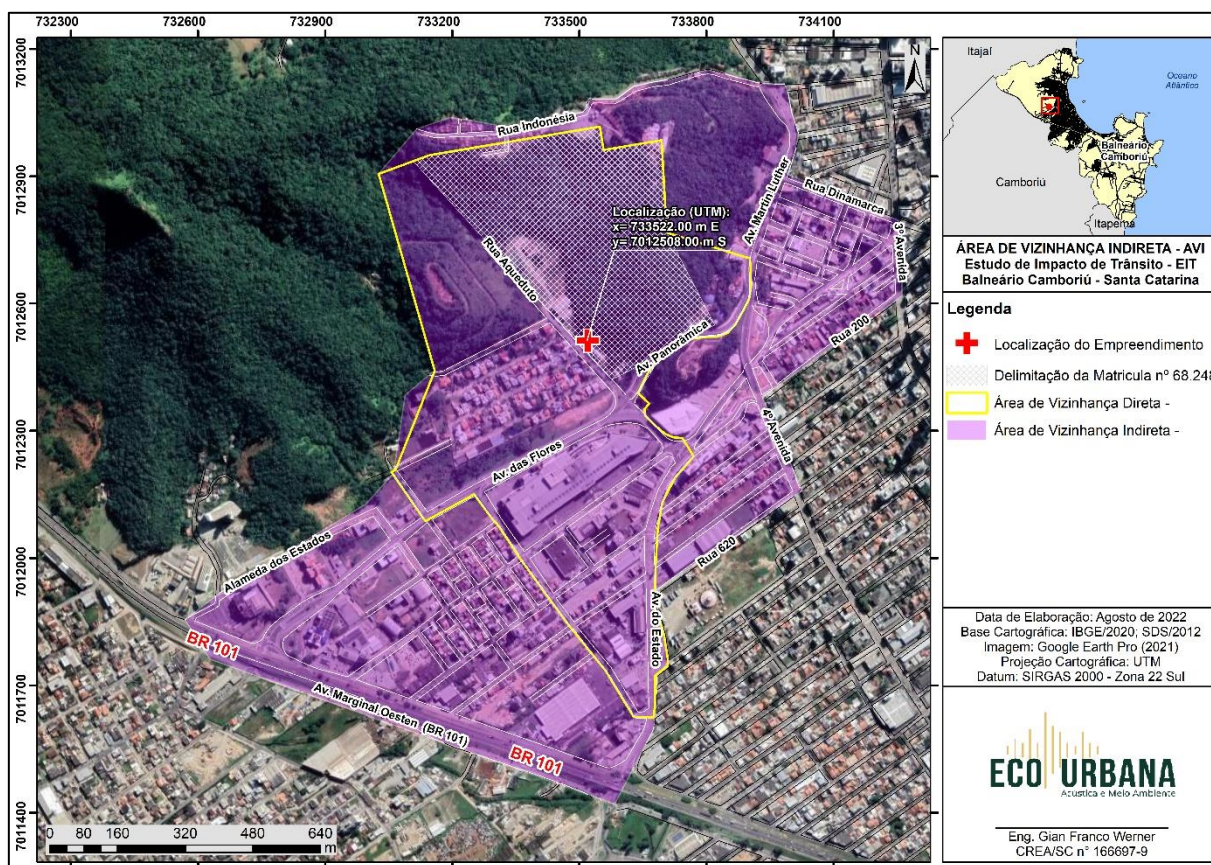 732300
732600
732900
733200
733500
733800
734100
7013200
7012900
7012600
7012300
7012000
7011700
7011400
N
Rua Indonésia
Av. Martin Luther
Rua Dinamarca
3º Avenida
Localização (UTM):
x= 733522.00 m E
y= 7012508.00 m S
Rua Aqueduto
Av. Panorâmica
Rua 200
4º Avenida
Av. das Flores
Rua 620
Alameda dos Estados
Av. do Estado
BR 101
Av. Marginal Oesten (BR 101)
BR 101
0 80 160 320 480 640
m
Itajaí
Oceano
Atlântico
Balneário
Camboriú
Camboriú
Itapema
ÁREA DE VIZINHANÇA INDIRETA - AVI
Estudo de Impacto de Trânsito - EIT
Balneário Camboriú - Santa Catarina
Legenda
Localização do Empreendimento
Delimitação da Matricula nº 68.248
Área de Vizinhança Direta -
Área de Vizinhança Indireta -
Data de Elaboração: Agosto de 2022
Base Cartográfica: IBGE/2020; SDS/2012
Imagem: Google Earth Pro (2021)
Projeção Cartográfica: UTM
Datum: SIRGAS 2000 - Zona 22 Sul
ECO URBANA
Acústica e Meio Ambiente
Eng. Gian Franco Werner
CREA/SC n° 166697-9